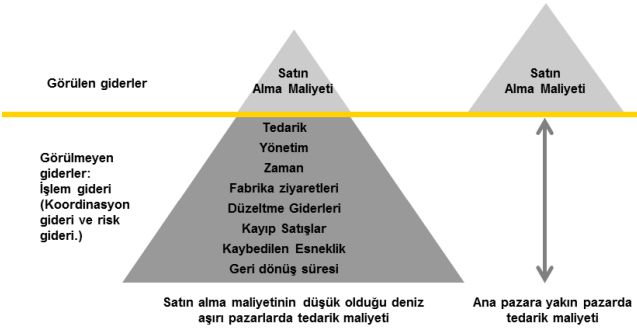 Görülen giderler
Satın
Alma Maliyeti
Satın
Alma Maliyeti
Görülmeyen
giderler:
İşlem gideri
(Koordinasyon
gideri ve risk
gideri.)
Tedarik
Yönetim
Zaman
Fabrika ziyaretleri
Düzeltme Giderleri
Kayıp Satışlar
Kaybedilen Esneklik
Geri dönüş süresi
Satın alma maliyetinin düşük olduğu deniz
aşırı pazarlarda tedarik maliyeti
Ana pazara yakın pazarda
tedarik maliyeti